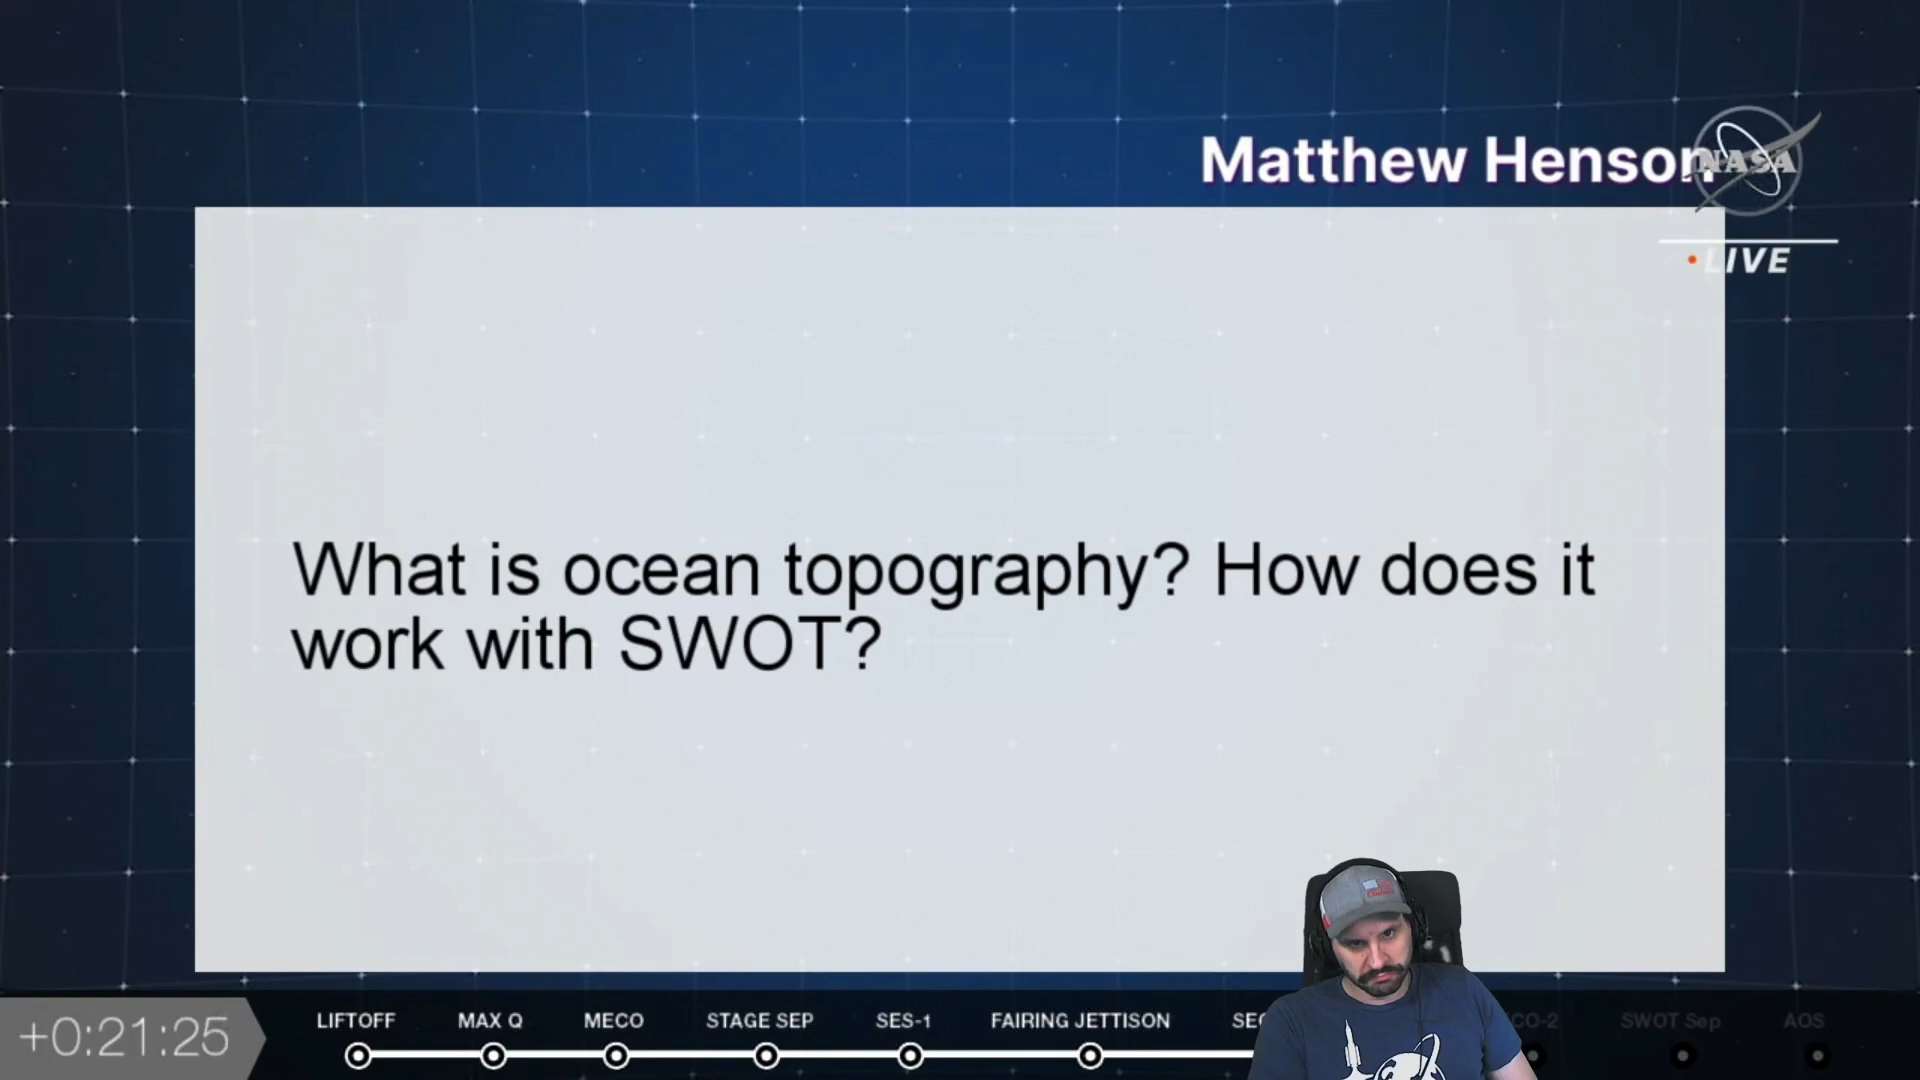 Matthew Henson
NASA
LIVE
What is ocean topography? How does it
work with SWOT?
+0:21:25
LIFTOFF
MAX Q
MECO
STAGE SEP
SES-1
FAIRING JETTISON
SWOT Sep
AOS